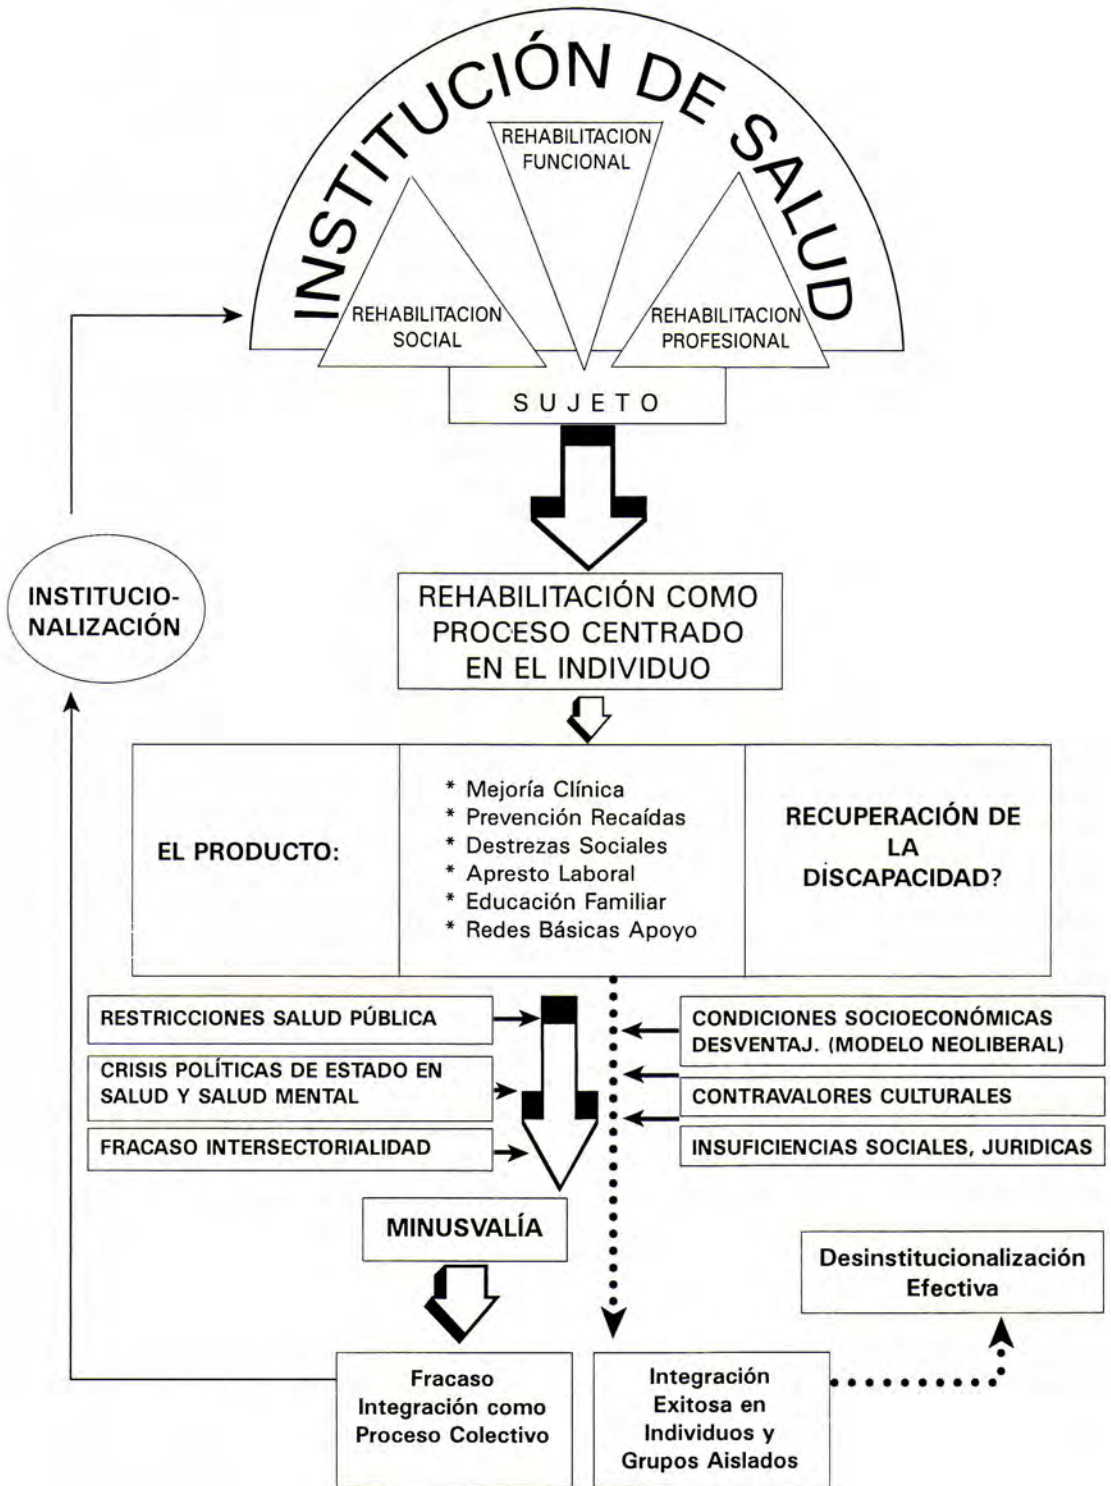 INSTITUCIÓN DE SALUD
REHABILITACION
FUNCIONAL
REHABILITACION
SOCIAL
REHABILITACION
PROFESIONAL
SUJETO
INSTITUCIO-
NALIZACIÓN
REHABILITACIÓN COMO
PROCESO CENTRADO
EN EL INDIVIDUO
EL PRODUCTO:
* Mejoría Clínica
* Prevención Recaídas
* Destrezas Sociales
* Apresto Laboral
* Educación Familiar
* Redes Básicas Apoyo
RECUPERACIÓN DE
LA
DISCAPACIDAD?
RESTRICCIONES SALUD PÚBLICA
CRISIS POLÍTICAS DE ESTADO EN
SALUD Y SALUD MENTAL
FRACASO INTERSECTORIALIDAD
CONDICIONES SOCIOECONÓMICAS
DESVENTAJ. (MODELO NEOLIBERAL)
CONTRAVALORES CULTURALES
INSUFICIENCIAS SOCIALES, JURIDICAS
MINUSVALÍA
Desinstitucionalización
Efectiva
Fracaso
Integración como
Proceso Colectivo
Integración
Exitosa en
Individuos y
Grupos Aislados